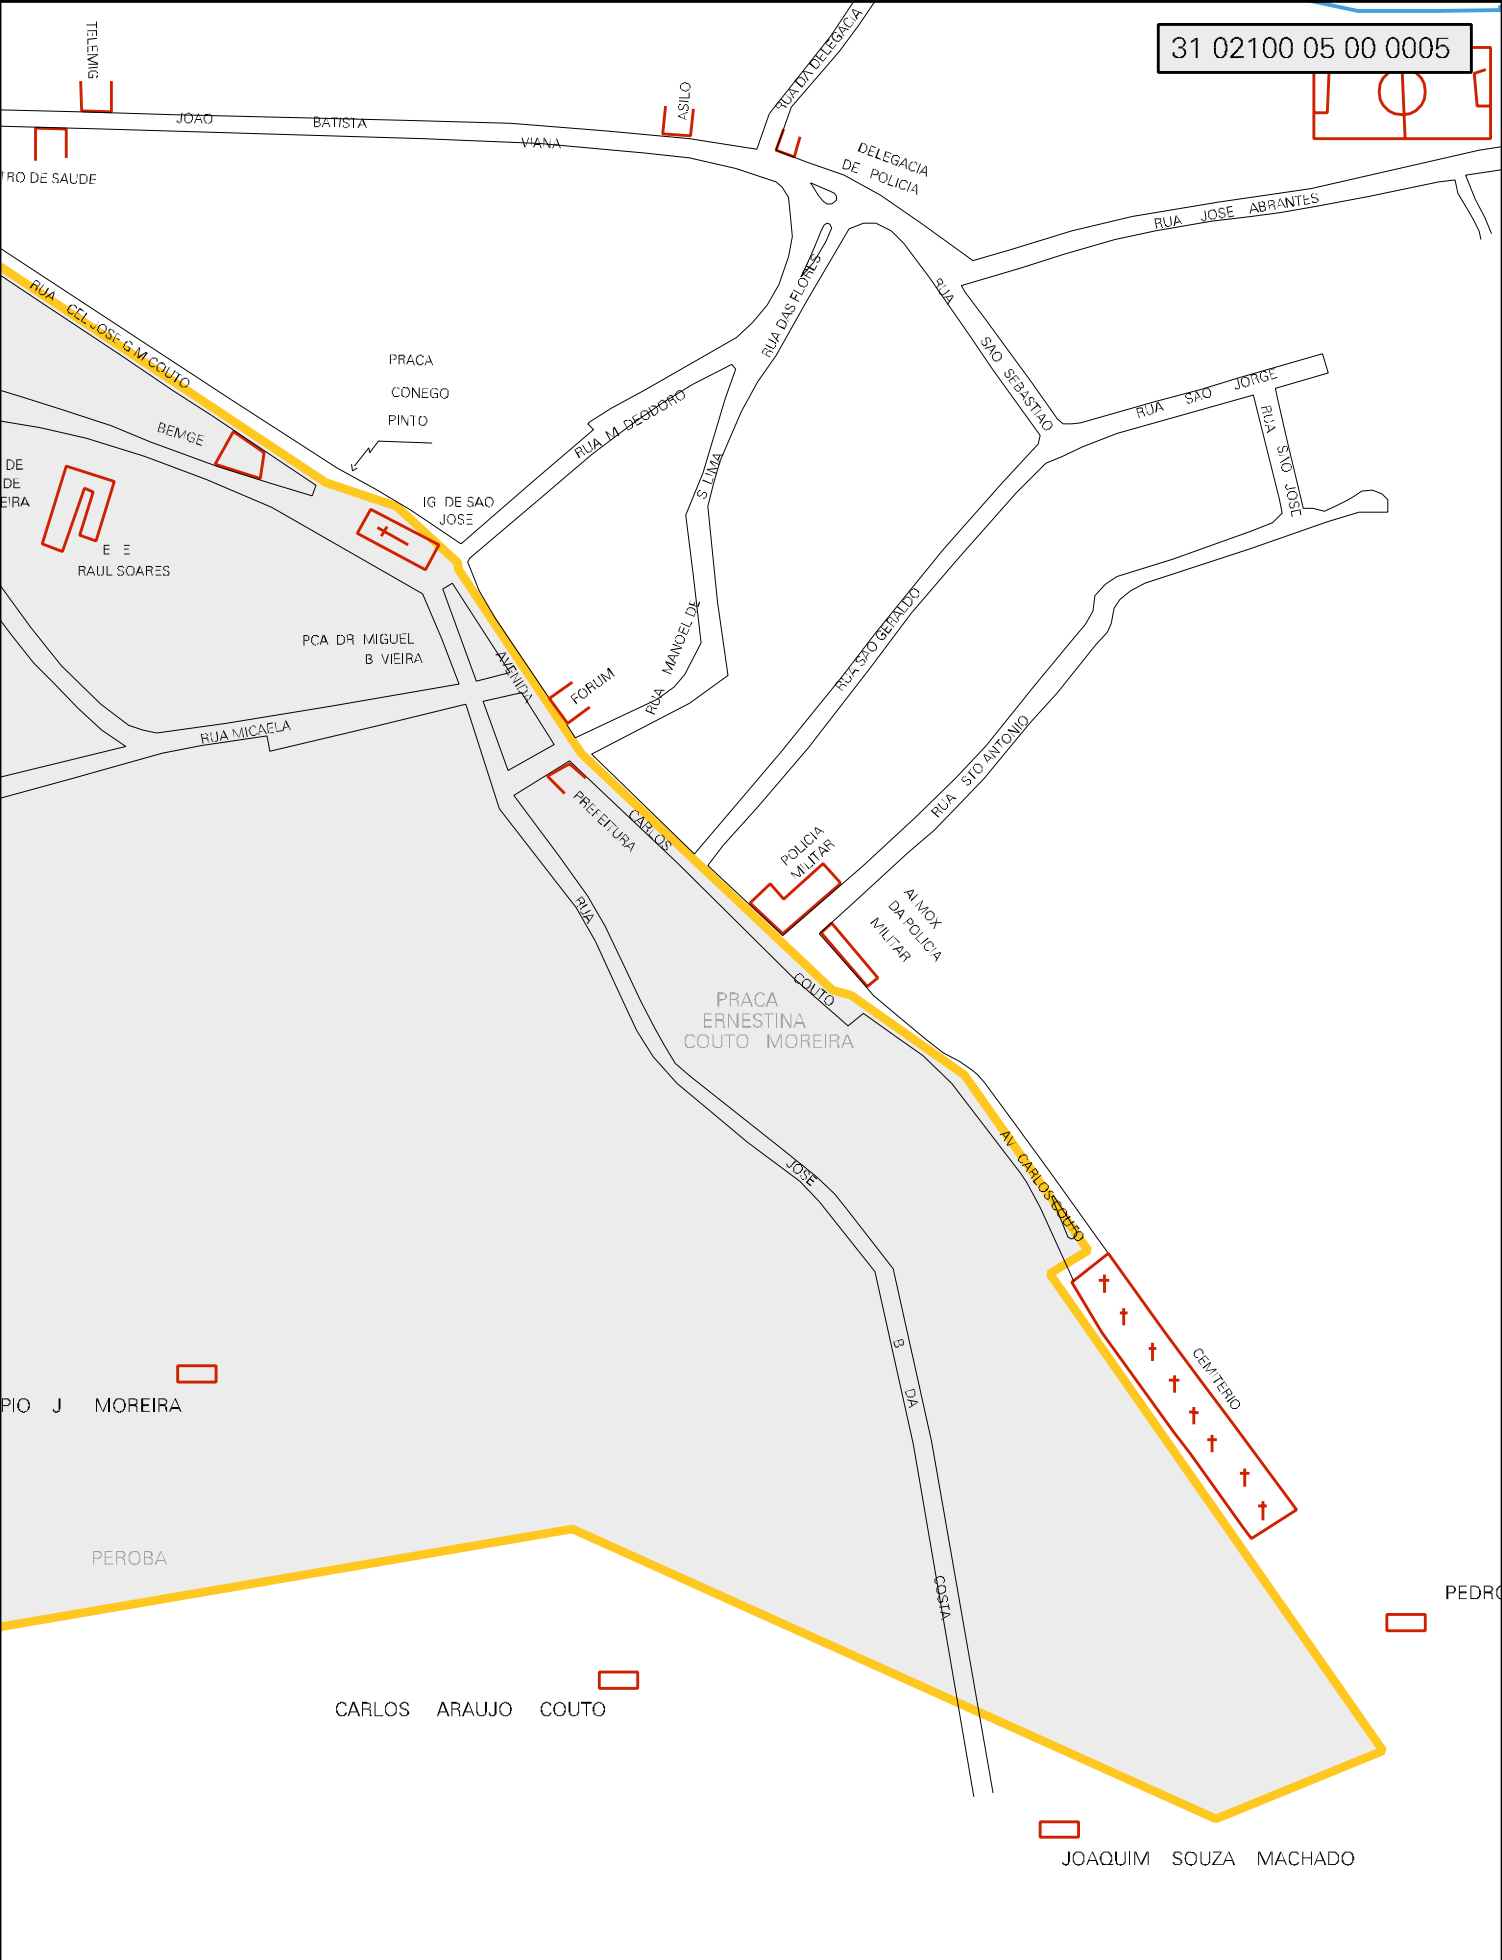 31 02100 05 00 0005
TELEMIG
JOAO BATISTA VIANA
ASILO
RUA DA DELEGACIA
DELEGACIA
DE POLICIA
TRO DE SAUDE
RUA JOSE ABRANTES
RUA CEL JOSE G M COUTO
PRACA
CONEGO
PINTO
BEMGE
RUA M DEODORO
RUA DAS FLORES
RUA SAO SEBASTIAO
RUA SAO JORGE
RUA SAO JOSE
DE
DE
EIRA
E E
RAUL SOARES
IG DE SAO
JOSE
RUA MANOEL DE S LIMA
PCA DR MIGUEL
B VIEIRA
RUA SAO GERALDO
RUA MICAELA
AVENIDA CARLOS COUTO
FORUM
PREFEITURA
RUA STO ANTONIO
POLICIA
MILITAR
ALMOX
DA POLICIA
MILITAR
PRACA
ERNESTINA
COUTO MOREIRA
RUA JOSE B DA COSTA
AV CARLOS COUTO
CEMITERIO
PIO J MOREIRA
PEROBA
PEDRO
CARLOS ARAUJO COUTO
JOAQUIM SOUZA MACHADO